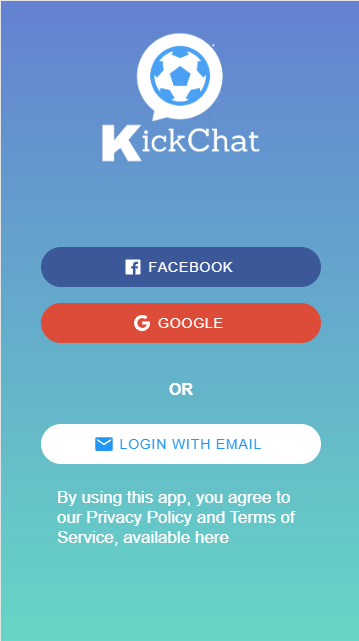 KickChat
FACEBOOK
GOOGLE
OR
LOGIN WITH EMAIL
By using this app, you agree to
our Privacy Policy and Terms of
Service, available here